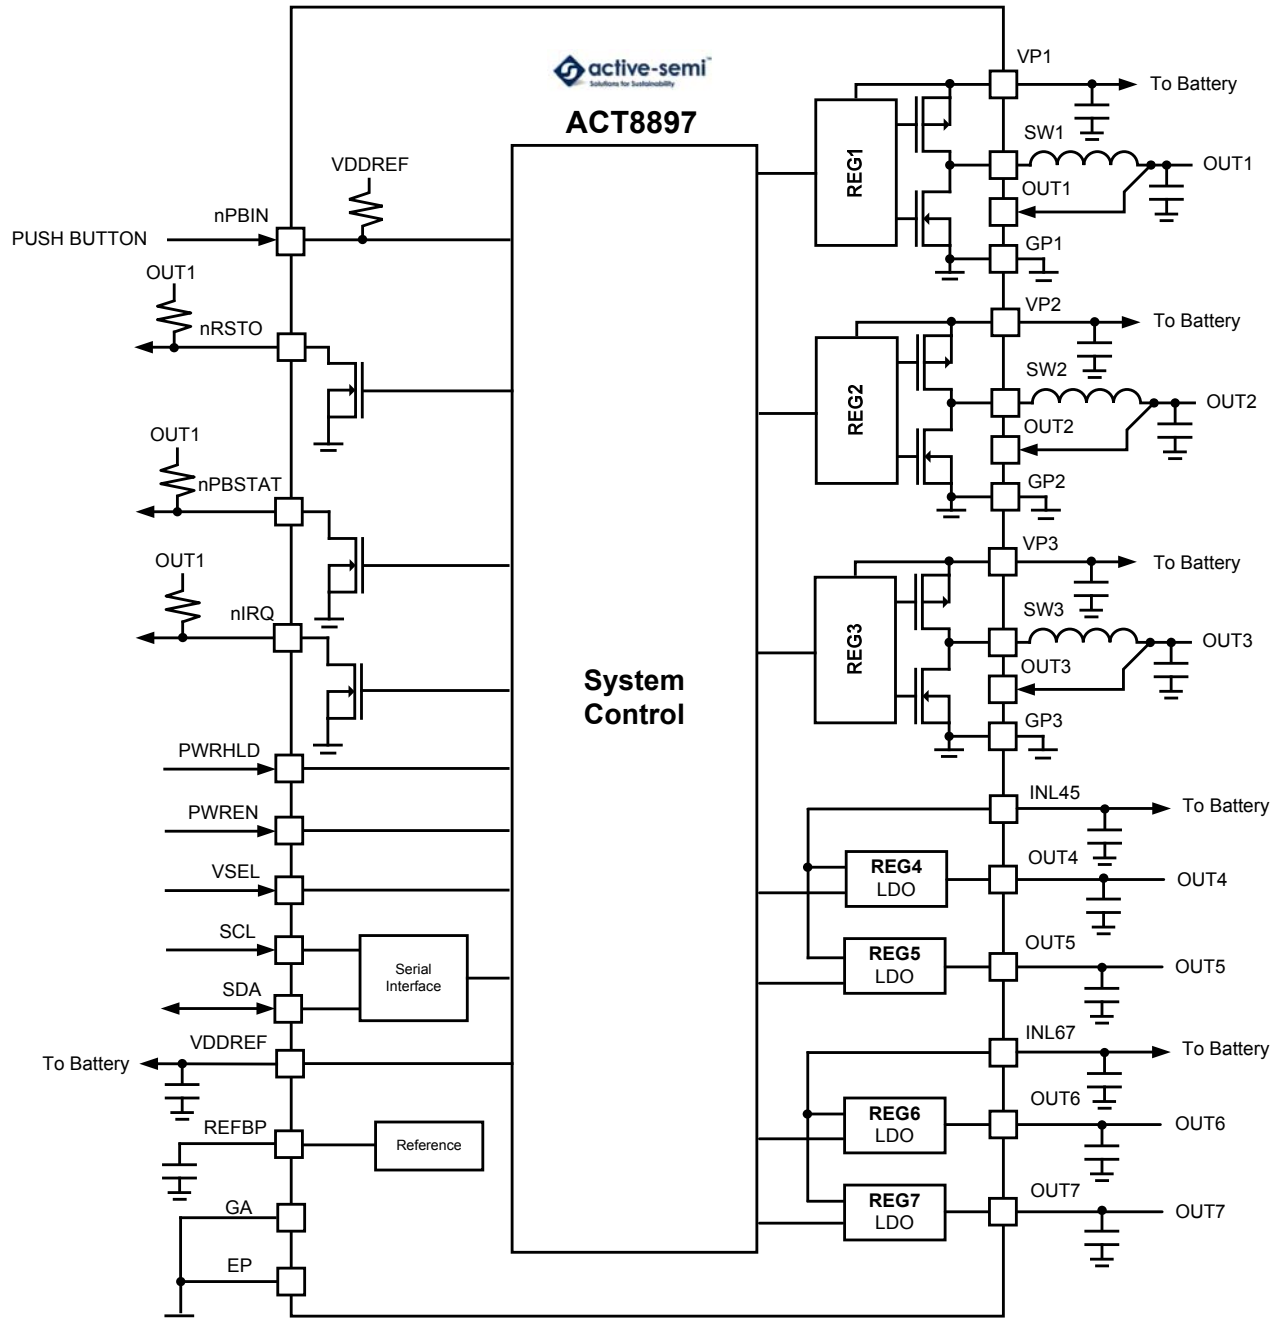 active-semi™
Solutions for Sustainability
ACT8897
VDDREF
nPBIN
PUSH BUTTON
OUT1
nRSTO
OUT1
nPBSTAT
OUT1
nIRQ
PWRHLD
PWREN
VSEL
SCL
SDA
Serial
Interface
VDDREF
To Battery
REFBP
Reference
GA
EP
System
Control
REG1
VP1
To Battery
SW1
OUT1
OUT1
GP1
REG2
VP2
To Battery
SW2
OUT2
OUT2
GP2
REG3
VP3
To Battery
SW3
OUT3
OUT3
GP3
INL45
To Battery
REG4
LDO
OUT4
OUT4
REG5
LDO
OUT5
OUT5
INL67
To Battery
REG6
LDO
OUT6
OUT6
REG7
LDO
OUT7
OUT7